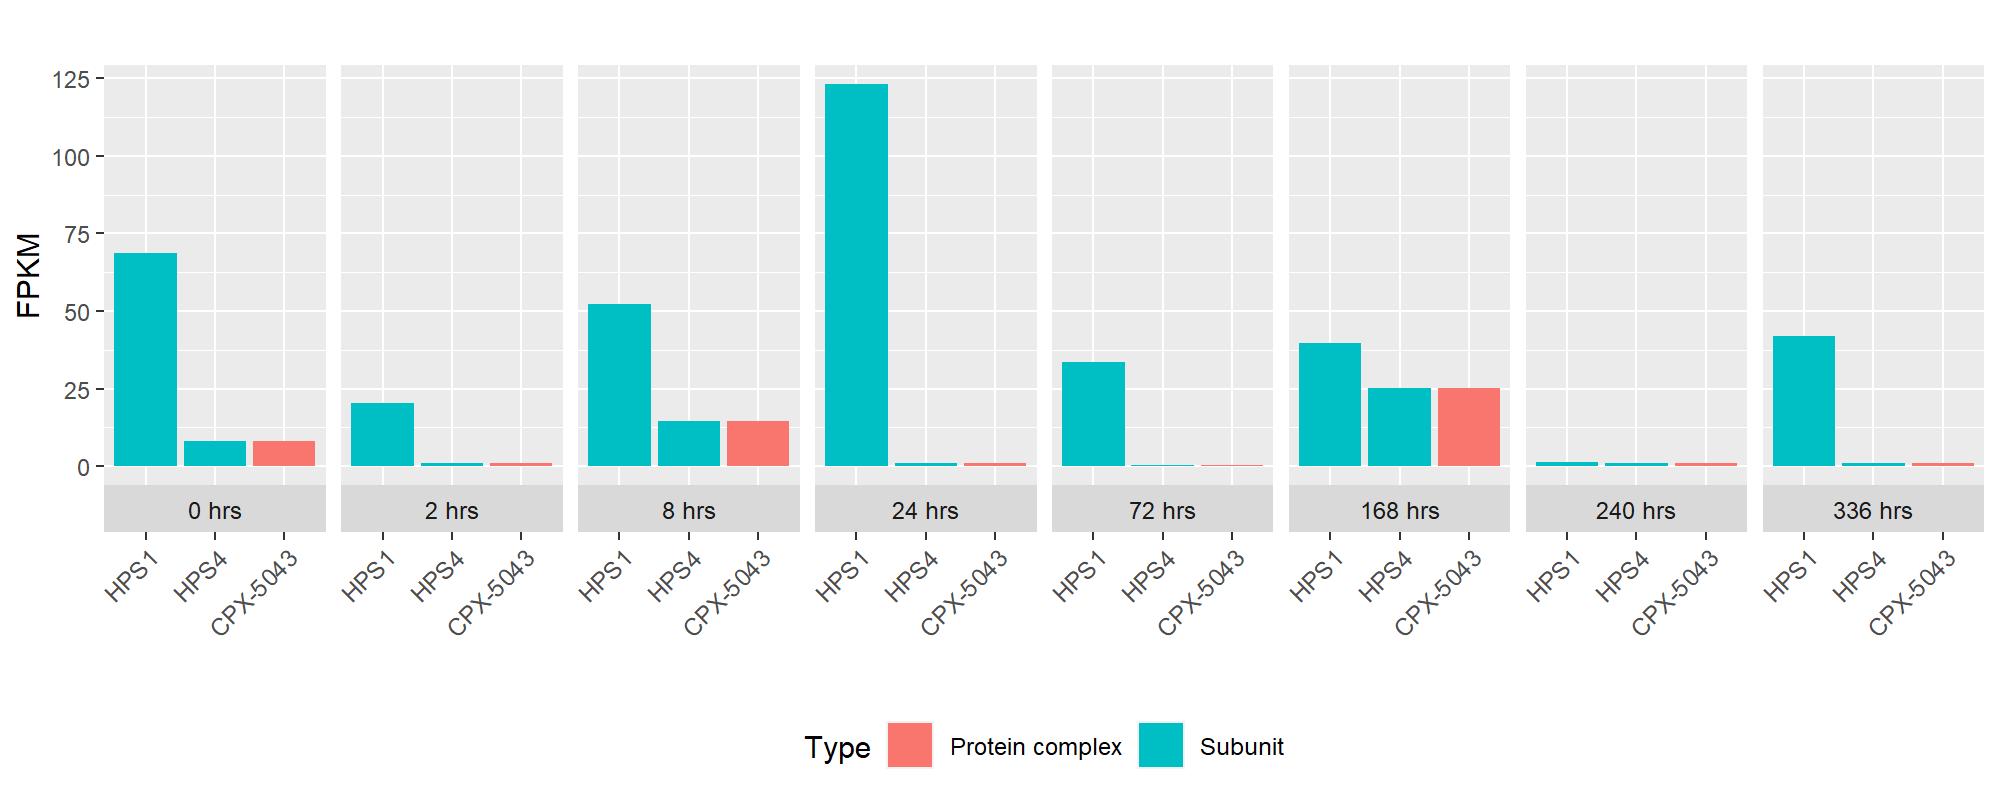 FPKM
125
100
75
50
25
0
0 hrs 2 hrs 8 hrs 24 hrs 72 hrs 168 hrs 240 hrs 336 hrs
HPS1 HPS4 CPX-5043 HPS1 HPS4 CPX-5043 HPS1 HPS4 CPX-5043 HPS1 HPS4 CPX-5043 HPS1 HPS4 CPX-5043 HPS1 HPS4 CPX-5043 HPS1 HPS4 CPX-5043 HPS1 HPS4 CPX-5043
Type Protein complex Subunit